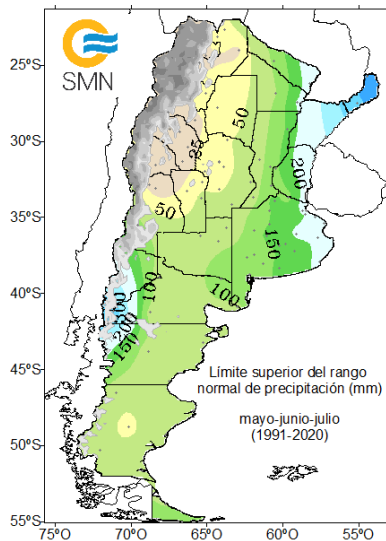 SMN
25°S
30°S
35°S
40°S
45°S
50°S
55°S
75°O
70°O
65°O
60°O
55°O
50
25
200
50
150
100
100
200
150
Límite superior del rango
normal de precipitación (mm)
mayo-junio-julio
(1991-2020)